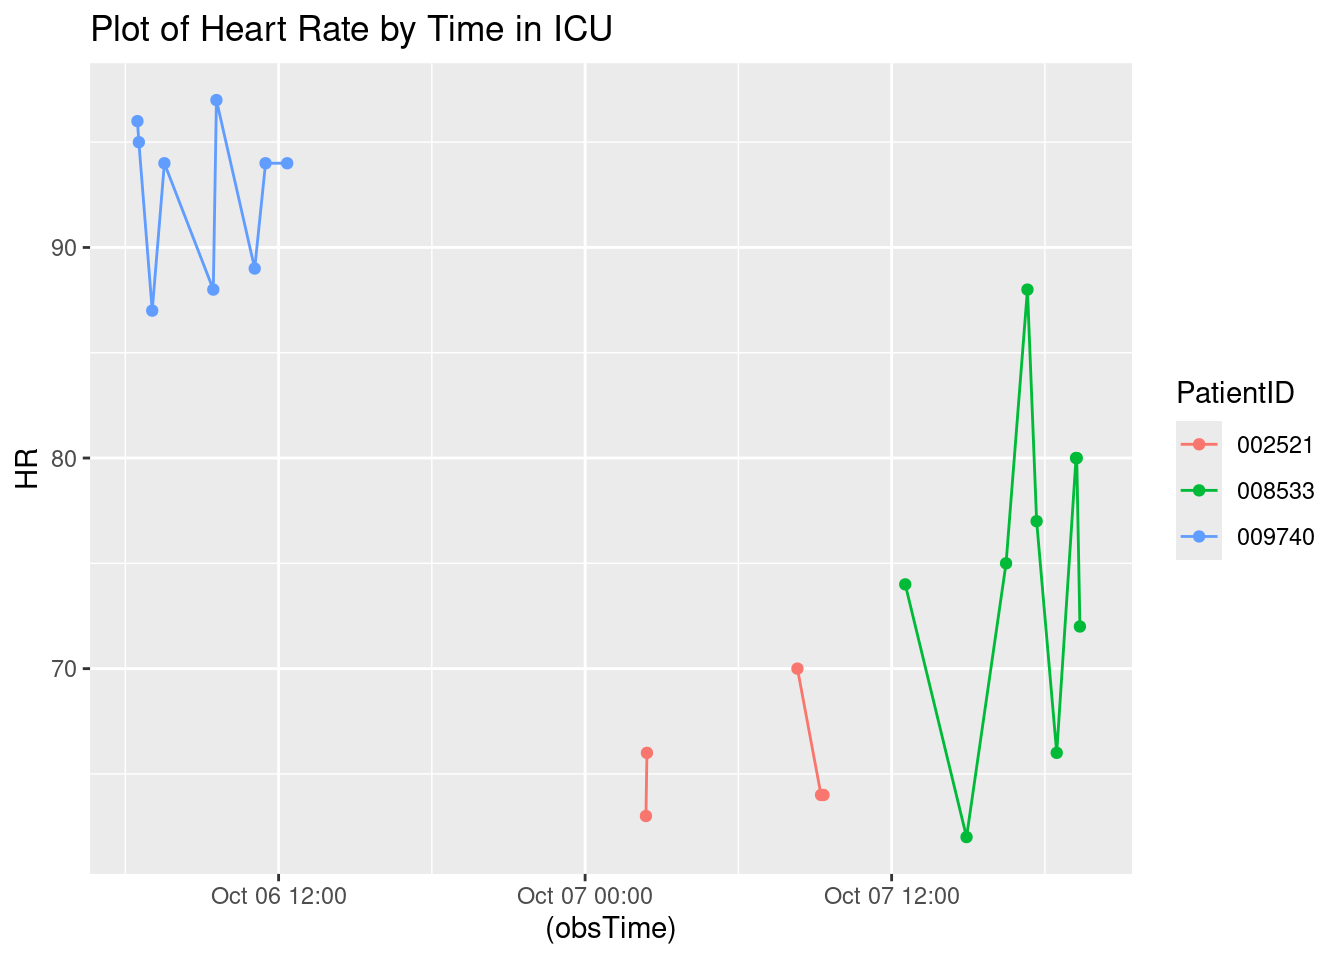 Plot of Heart Rate by Time in ICU
90
80
70
HR
Oct 06 12:00
Oct 07 00:00
Oct 07 12:00
(obsTime)
PatientID
002521
008533
009740